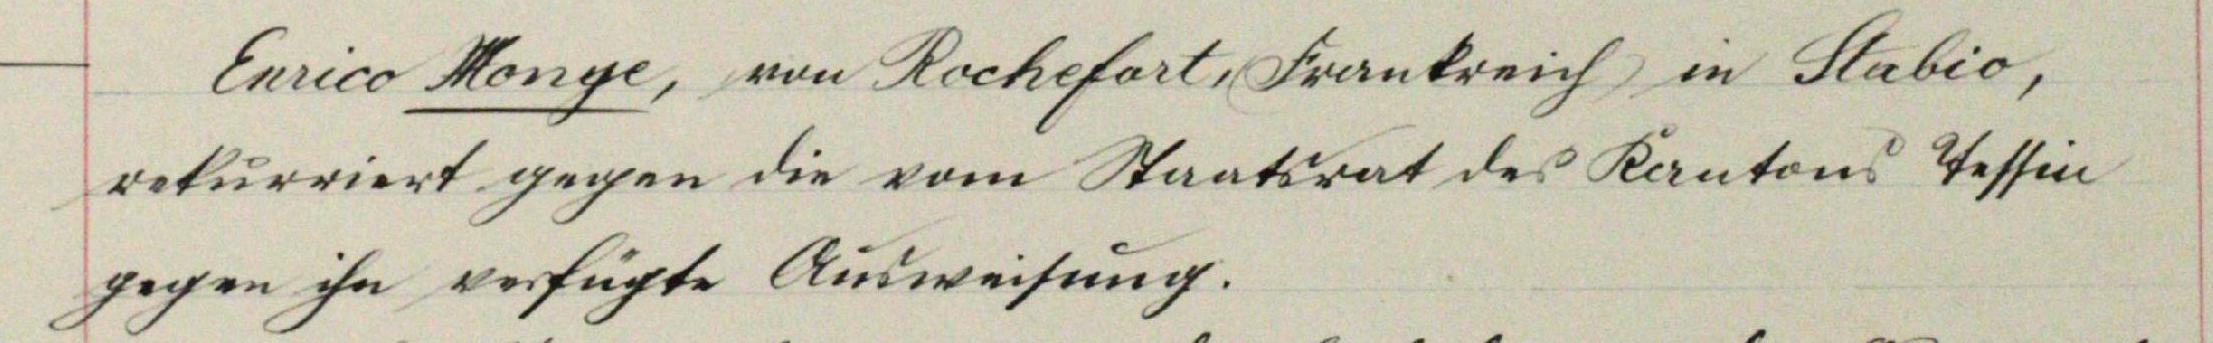 Enrico Monge, von Rochefort, (Frankreich) in Stabio,
rekurriert gegen die vom Staatsrat des Kantons Tessin
gegen ihn verfügte Ausweisung.